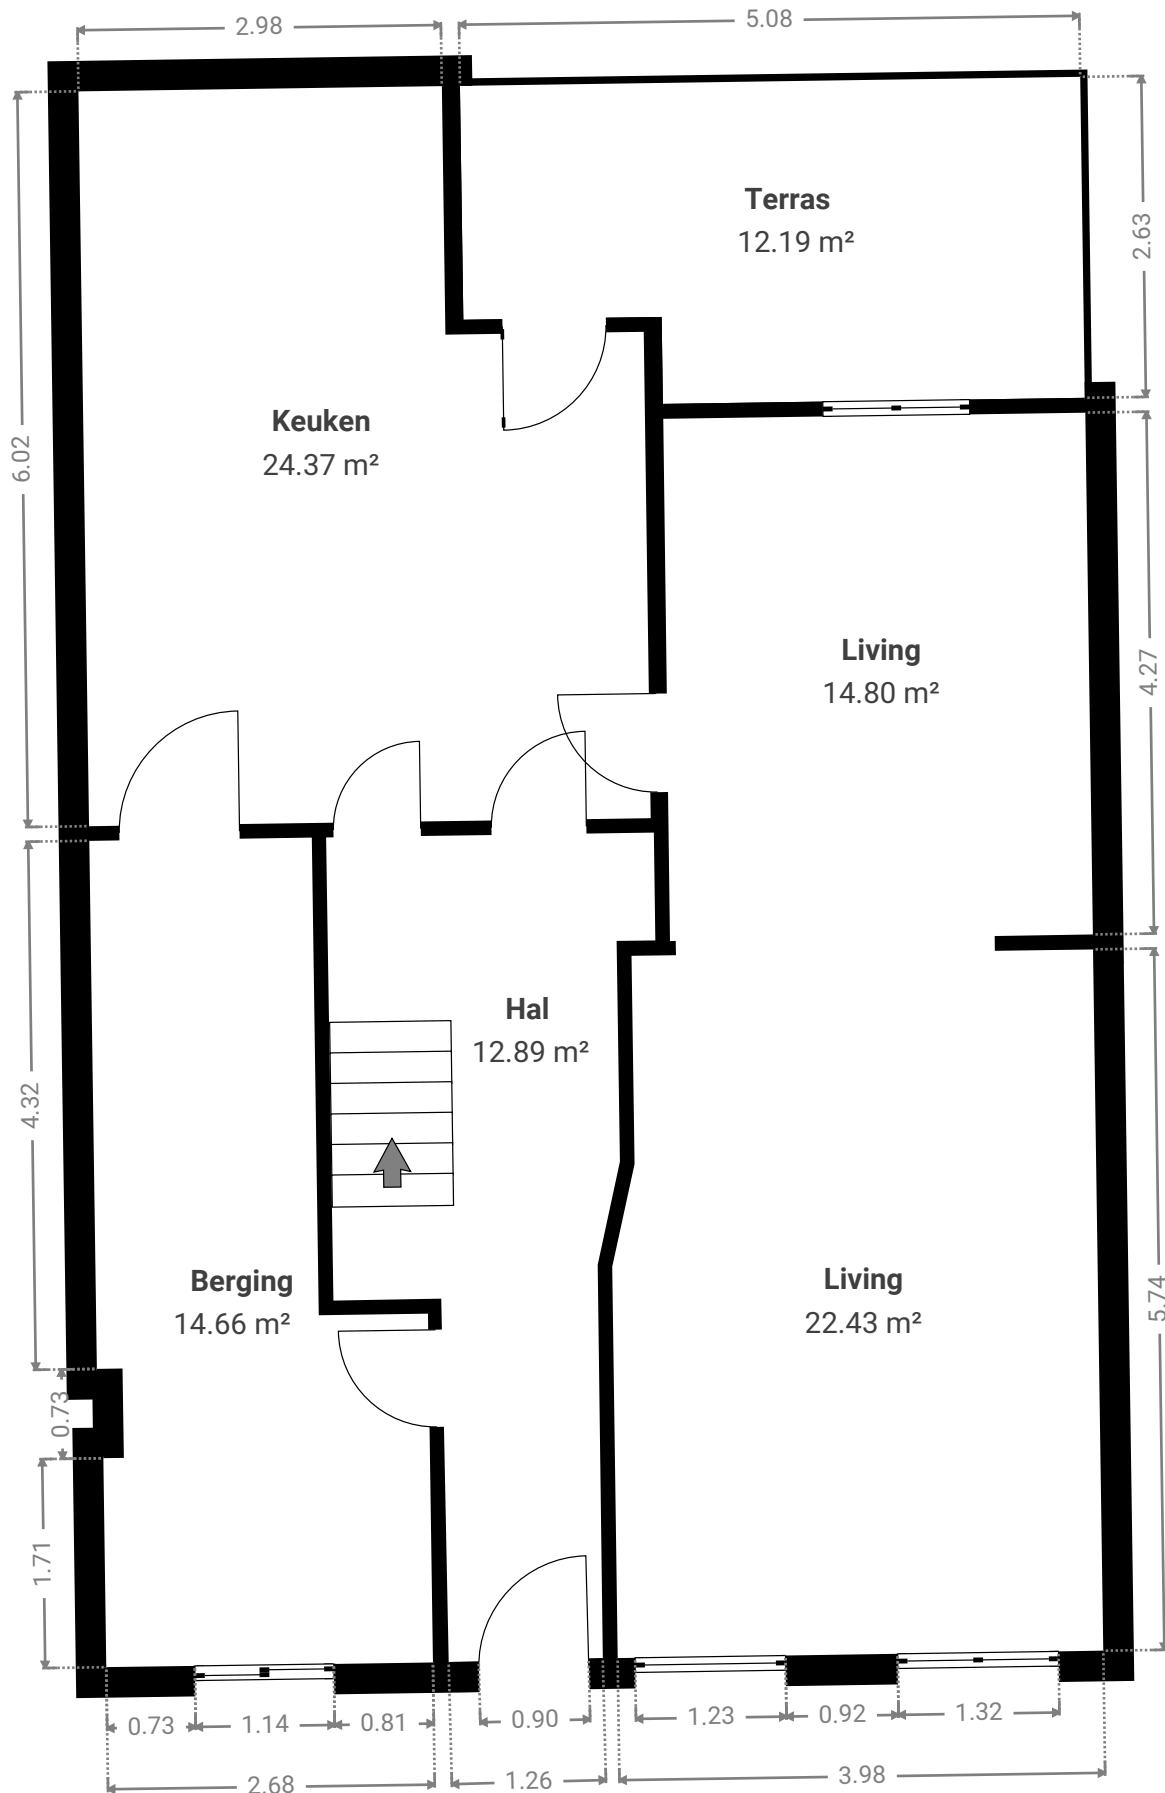 2.98
5.08
Terras
12.19 m²
2.63
Keuken
24.37 m²
6.02
Living
14.80 m²
4.27
Hal
12.89 m²
4.32
Berging
14.66 m²
Living
22.43 m²
5.74
0.73
1.71
0.73
1.14
0.81
0.90
1.23
0.92
1.32
2.68
1.26
3.98